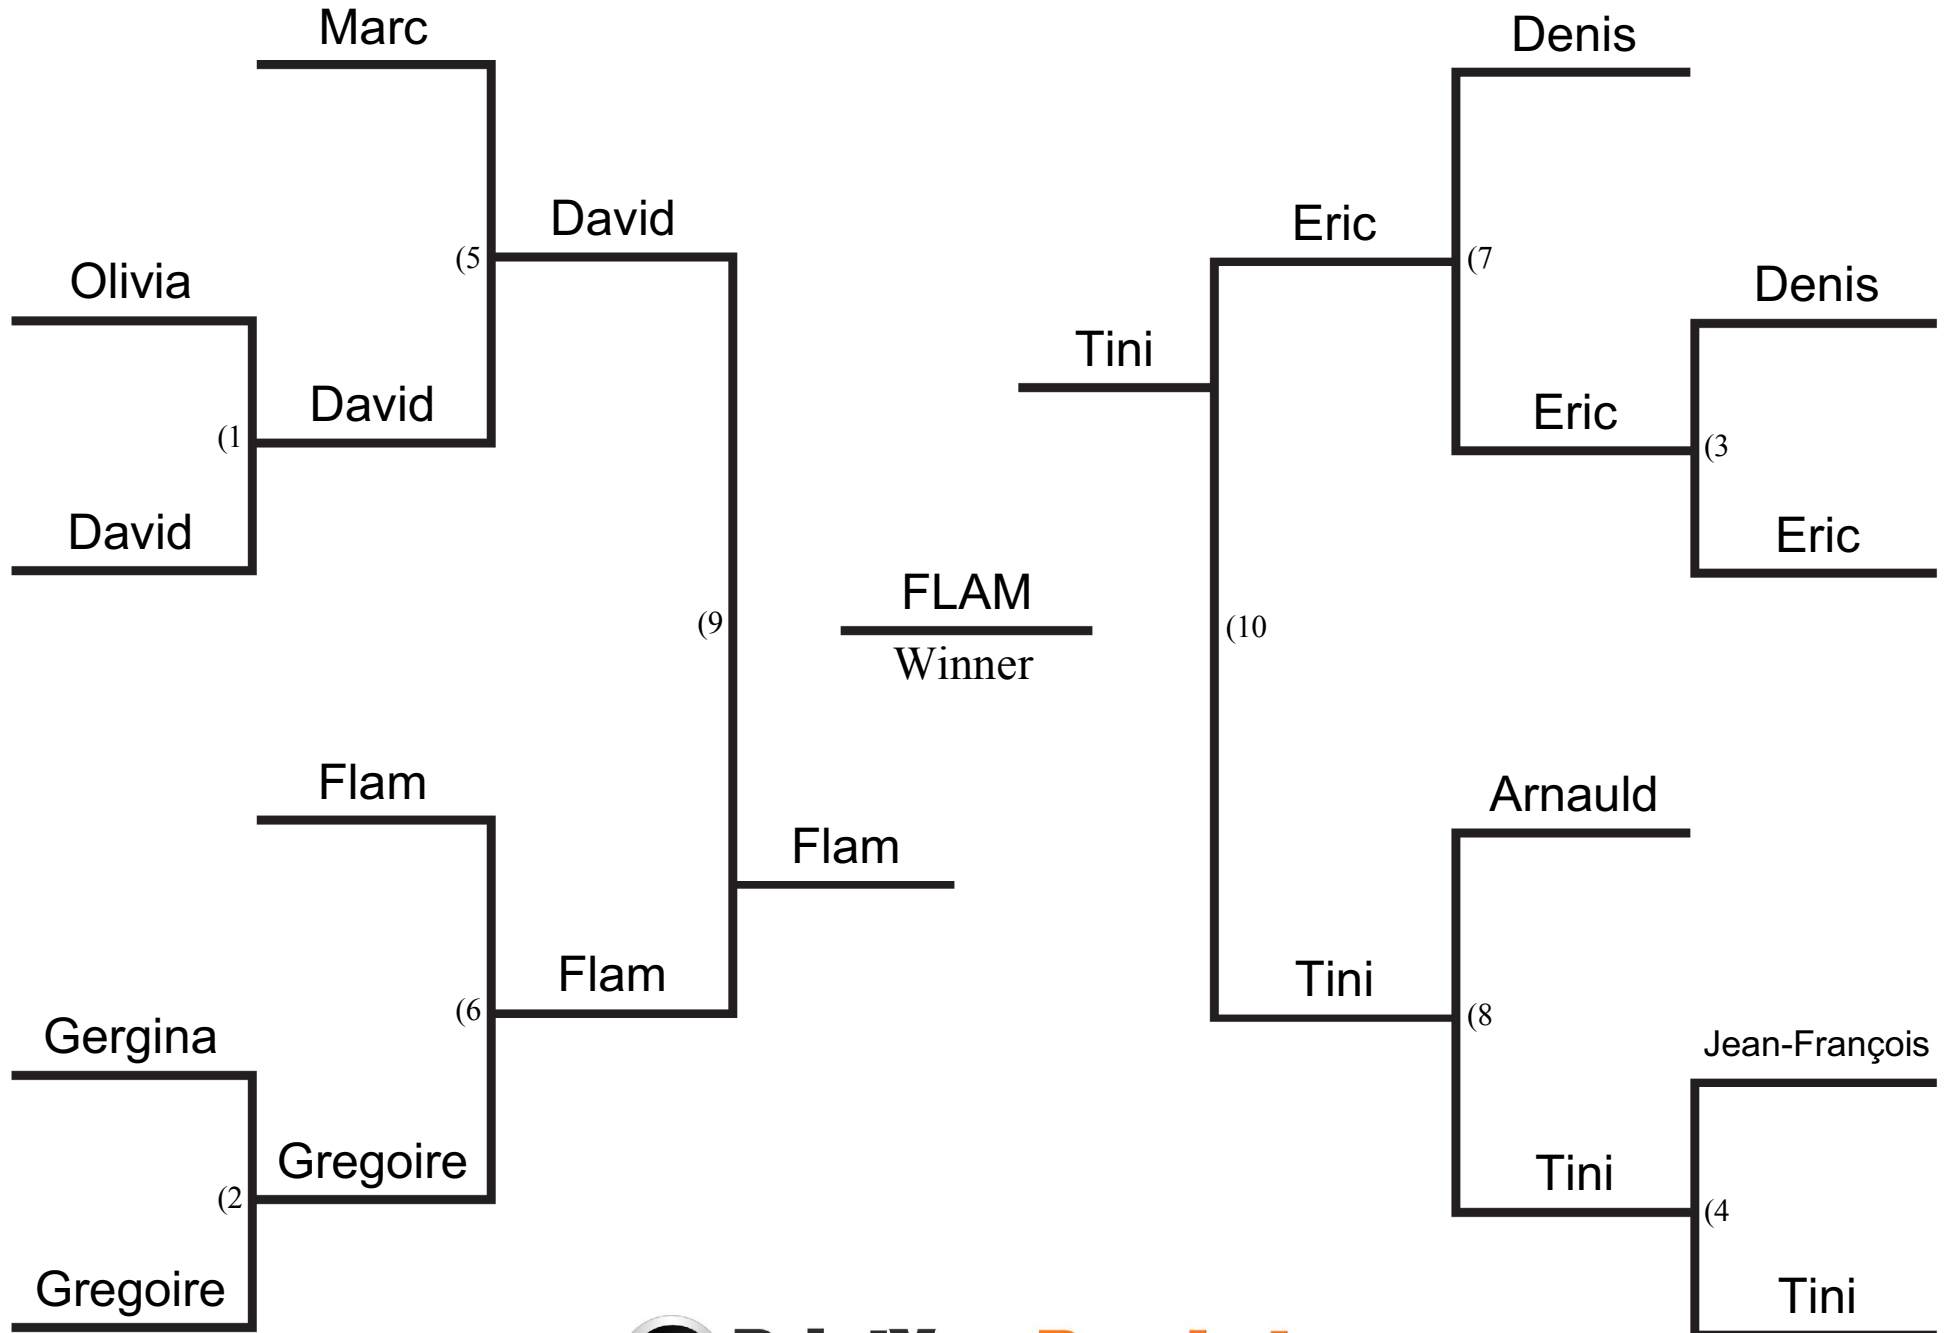 Marc
Olivia
(1
David
David
(5
David
Flam
Gergina
(2
Gregoire
Gregoire
(6
Flam
(9
Flam
FLAM
Winner
Tini
(10
Eric
(7
Denis
Denis
Eric
(3
Eric
Tini
(8
Arnauld
Jean-François
Tini
(4
Tini